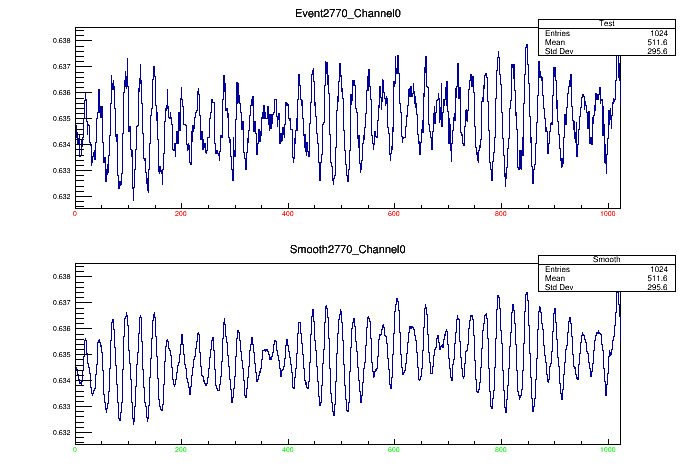 Event2770_Channel0
Test
Entries 1024
Mean 511.6
Std Dev 295.6
0.638
0.637
0.636
0.635
0.634
0.633
0.632
0 200 400 600 800 1000
Smooth2770_Channel0
Smooth
Entries 1024
Mean 511.6
Std Dev 295.6
0.638
0.637
0.636
0.635
0.634
0.633
0.632
0 200 400 600 800 1000